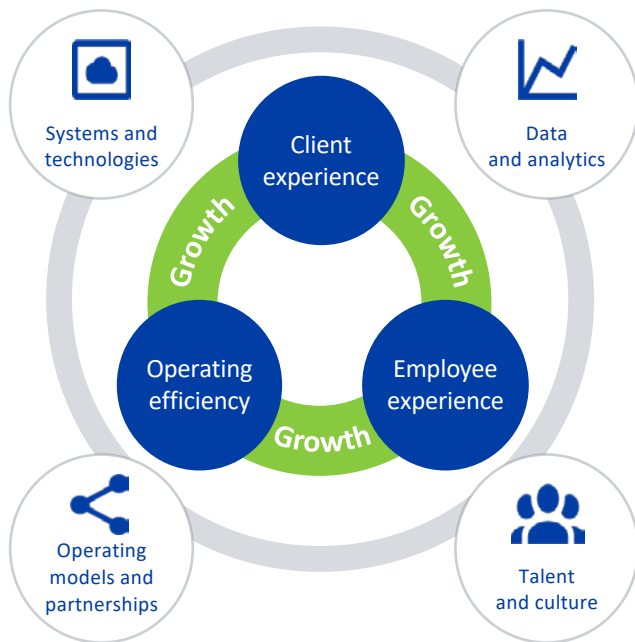 Systems and
technologies
Data
and analytics
Client
experience
Growth
Growth
Operating
efficiency
Employee
experience
Growth
Operating
models and
partnerships
Talent
and culture